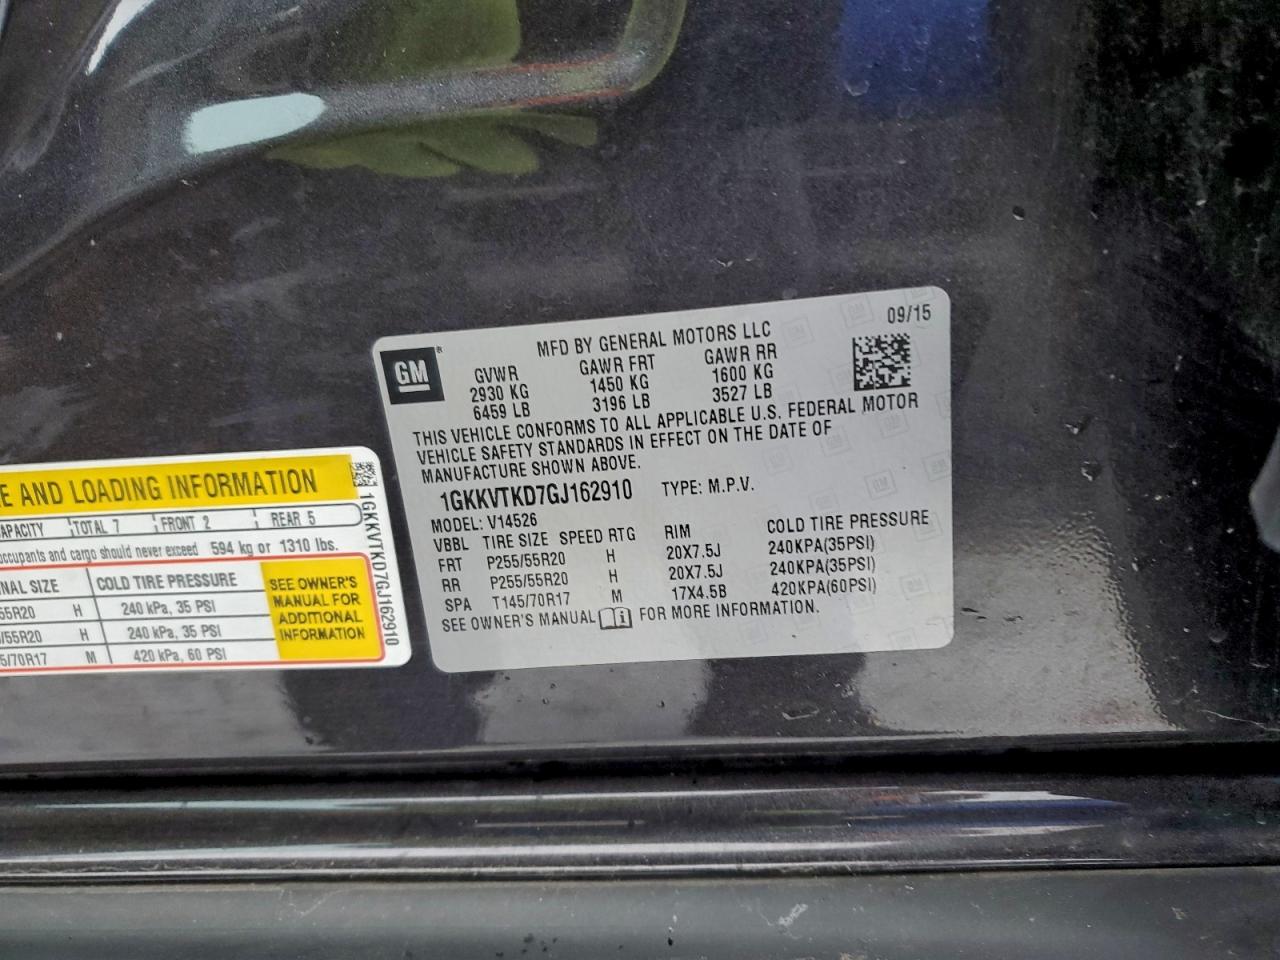 GM
MFD BY GENERAL MOTORS LLC
09/15
GVWR GAWR FRT GAWR RR
2930 KG 1450 KG 1600 KG
6459 LB 3196 LB 3527 LB
THIS VEHICLE CONFORMS TO ALL APPLICABLE U.S. FEDERAL MOTOR
VEHICLE SAFETY STANDARDS IN EFFECT ON THE DATE OF
MANUFACTURE SHOWN ABOVE.
1GKKVTKD7GJ162910 TYPE: M.P.V.
MODEL: V14526
VBBL TIRE SIZE SPEED RTG RIM COLD TIRE PRESSURE
FRT P255/55R20 H 20X7.5J 240KPA(35PSI)
RR P255/55R20 H 20X7.5J 240KPA(35PSI)
SPA T145/70R17 M 17X4.5B 420KPA(60PSI)
SEE OWNER'S MANUAL FOR MORE INFORMATION.
E AND LOADING INFORMATION
CAPACITY TOTAL 7 FRONT 2 REAR 5
occupants and cargo should never exceed 594 kg or 1310 lbs.
NAL SIZE COLD TIRE PRESSURE
55R20 H 240 kPa, 35 PSI
/55R20 H 240 kPa, 35 PSI
5/70R17 M 420 kPa, 60 PSI
SEE OWNER'S
MANUAL FOR
ADDITIONAL
INFORMATION
1GKKVTKD7GJ162910